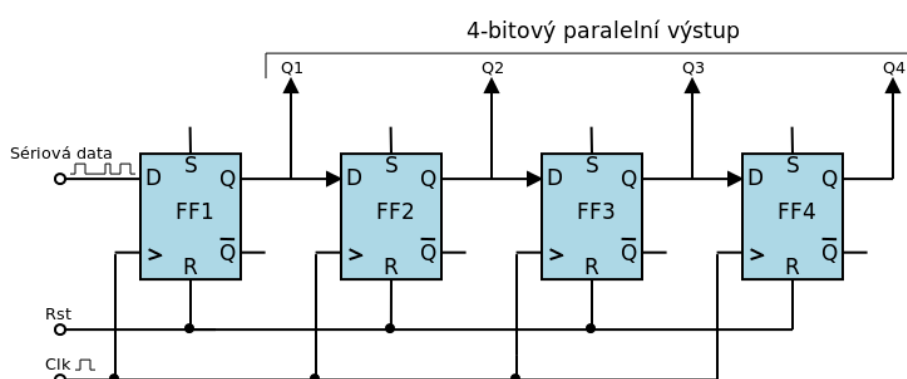 4-bitový paralelní výstup
Q1 Q2 Q3 Q4
Sériová data
S S S S
D Q D Q D Q D Q
FF1 FF2 FF3 FF4
> Q̅ > Q̅ > Q̅ > Q̅
R R R R
Rst
Clk